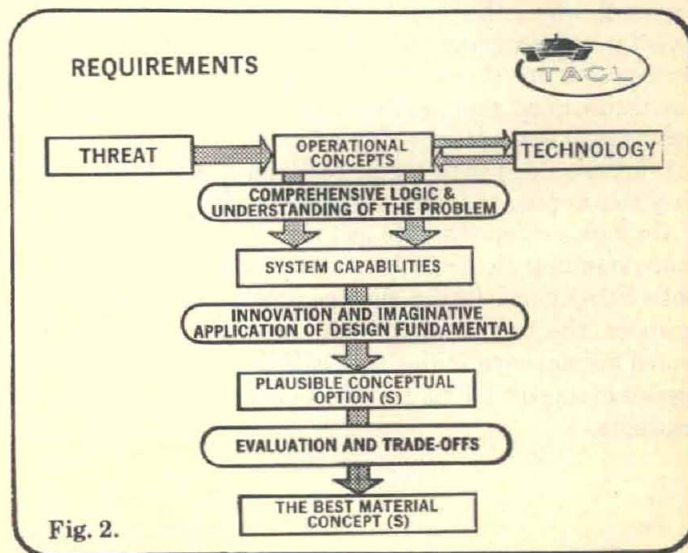 REQUIREMENTS
TACL
THREAT
OPERATIONAL
CONCEPTS
TECHNOLOGY
COMPREHENSIVE LOGIC &
UNDERSTANDING OF THE PROBLEM
SYSTEM CAPABILITIES
INNOVATION AND IMAGINATIVE
APPLICATION OF DESIGN FUNDAMENTAL
PLAUSIBLE CONCEPTUAL
OPTION (S)
EVALUATION AND TRADE-OFFS
THE BEST MATERIAL
CONCEPT (S)
Fig. 2.